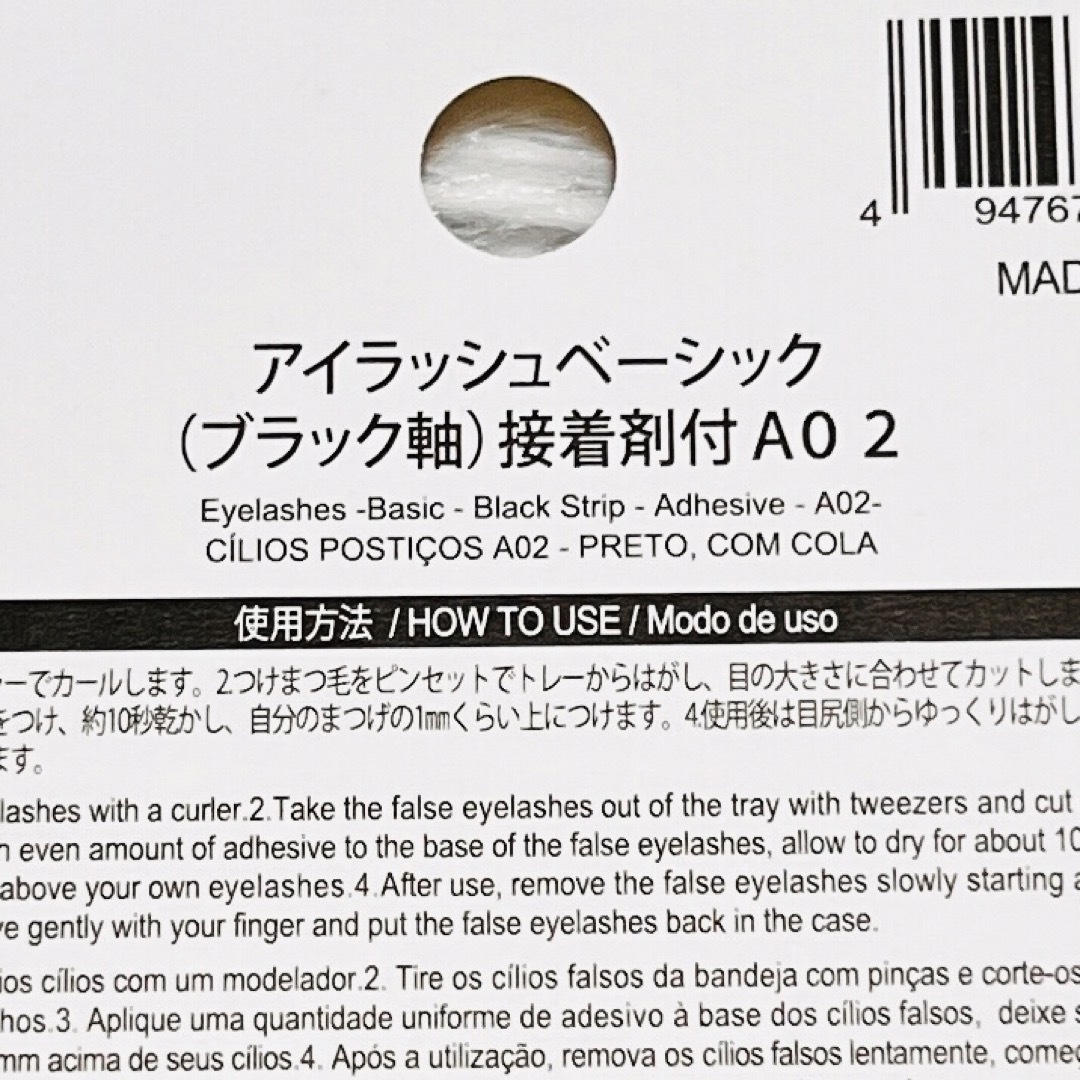 4
94767
MAD
アイラッシュベーシック
（ブラック軸）接着剤付 A0 2
Eyelashes -Basic - Black Strip - Adhesive - A02-
CÍLIOS POSTIÇOS A02 - PRETO, COM COLA
使用方法 / HOW TO USE / Modo de uso
ーでカールします。2.つけまつ毛をピンセットでトレーからはがし、目の大きさに合わせてカットしま
をつけ、約10秒乾かし、自分のまつげの1㎜くらい上につけます。4.使用後は目尻側からゆっくりはがし
ます。
lashes with a curler.2.Take the false eyelashes out of the tray with tweezers and cut
n even amount of adhesive to the base of the false eyelashes, allow to dry for about 10
above your own eyelashes.4.After use, remove the false eyelashes slowly starting a
ve gently with your finger and put the false eyelashes back in the case.
ios cílios com um modelador.2. Tire os cílios falsos da bandeja com pinças e corte-os
hos.3. Aplique uma quantidade uniforme de adesivo à base dos cílios falsos, deixe s
mm acima de seus cílios.4. Após a utilização, remova os cílios falsos lentamente, come